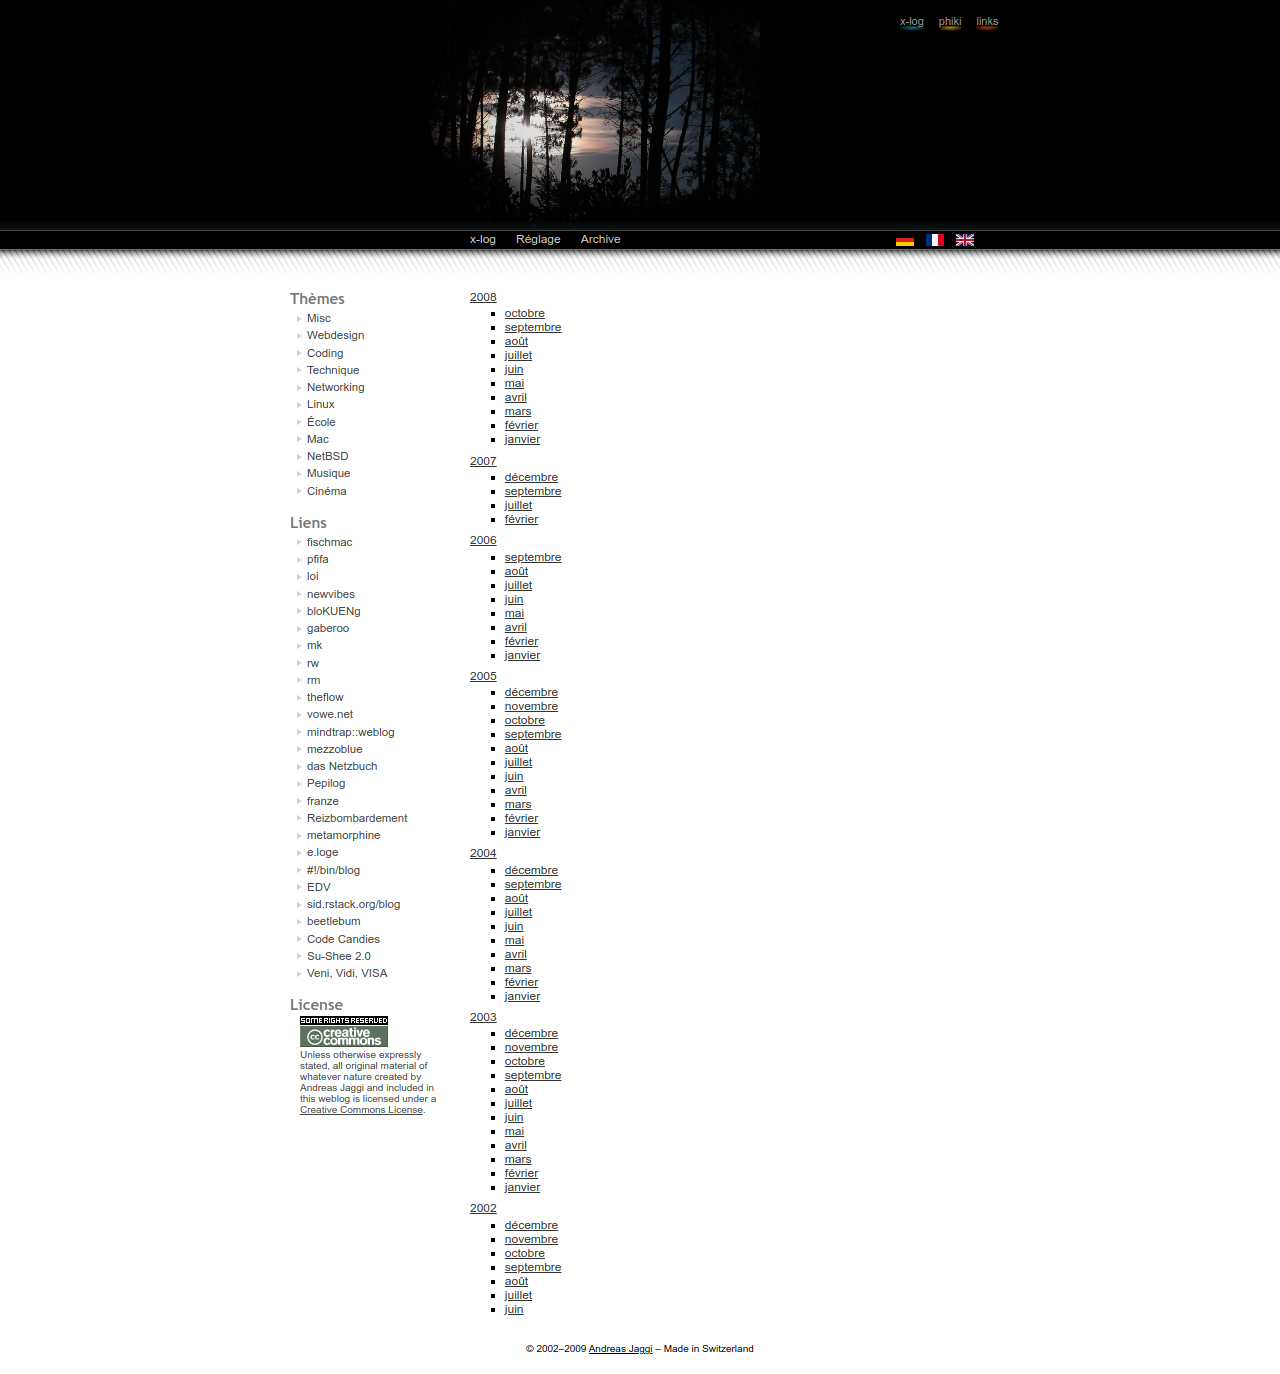 x-log phiki links
x-log Réglage Archive
Thèmes
Misc
Webdesign
Coding
Technique
Networking
Linux
École
Mac
NetBSD
Musique
Cinéma
Liens
fischmac
pfifa
loi
newvibes
bloKUENg
gaberoo
mk
rw
rm
theflow
vowe.net
mindtrap::weblog
mezzoblue
das Netzbuch
Pepilog
franze
Reizbombardement
metamorphine
e.loge
#!/bin/blog
EDV
sid.rstack.org/blog
beetlebum
Code Candies
Su-Shee 2.0
Veni, Vidi, VISA
License
SOME RIGHTS RESERVED
cc creative
commons
Unless otherwise expressly
stated, all original material of
whatever nature created by
Andreas Jaggi and included in
this weblog is licensed under a
Creative Commons License.
2008
octobre
septembre
août
juillet
juin
mai
avril
mars
février
janvier
2007
décembre
septembre
juillet
février
2006
septembre
août
juillet
juin
mai
avril
février
janvier
2005
décembre
novembre
octobre
septembre
août
juillet
juin
avril
mars
février
janvier
2004
décembre
septembre
août
juillet
juin
mai
avril
mars
février
janvier
2003
décembre
novembre
octobre
septembre
août
juillet
juin
mai
avril
mars
février
janvier
2002
décembre
novembre
octobre
septembre
août
juillet
juin
© 2002–2009 Andreas Jaggi – Made in Switzerland